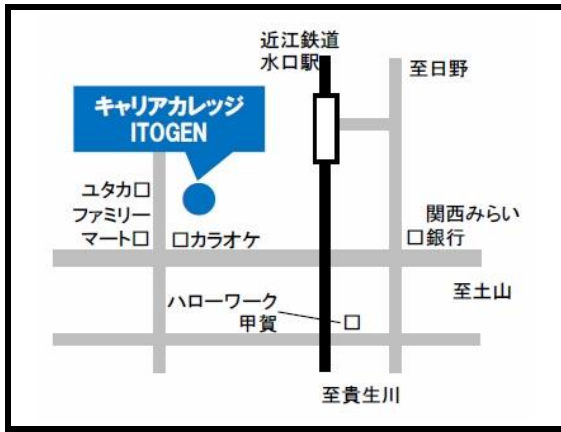 近江鉄道
水口駅
至日野
キャリアカレッジ
ITOGEN
ユタカ
ファミリー
マート
カラオケ
関西みらい
銀行
至土山
ハローワーク
甲賀
至貴生川